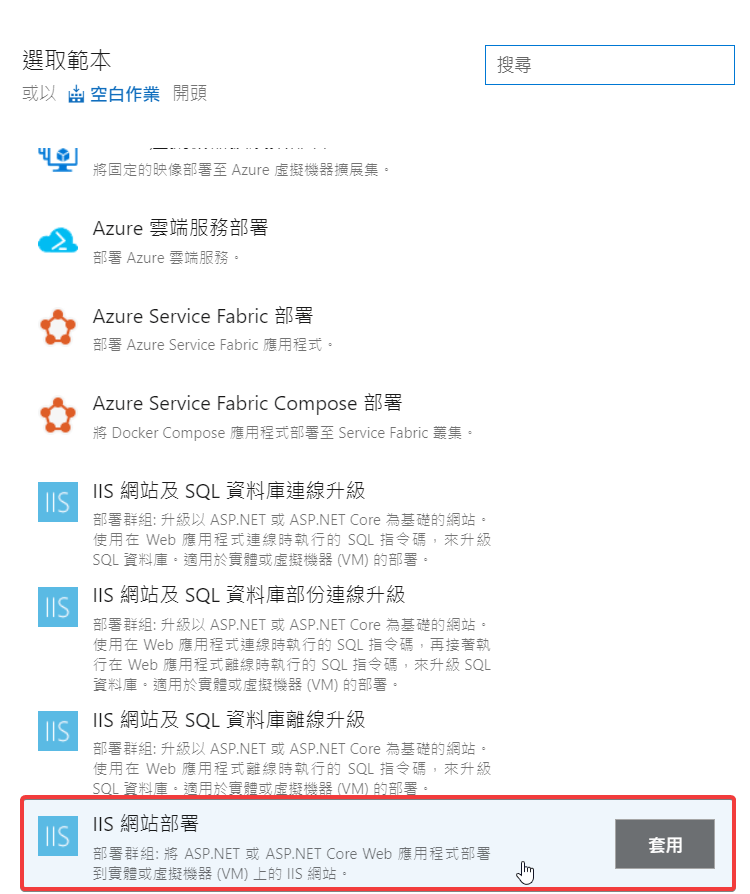 選取範本
搜尋
或以 空白作業 開頭
將固定的映像部署至 Azure 虛擬機器擴展集。
Azure 雲端服務部署
部署 Azure 雲端服務。
Azure Service Fabric 部署
部署 Azure Service Fabric 應用程式。
Azure Service Fabric Compose 部署
將 Docker Compose 應用程式部署至 Service Fabric 叢集。
IIS
IIS 網站及 SQL 資料庫連線升級
部署群組: 升級以 ASP.NET 或 ASP.NET Core 為基礎的網站。
使用在 Web 應用程式連線時執行的 SQL 指令碼，來升級
SQL 資料庫。適用於實體或虛擬機器 (VM) 的部署。
IIS
IIS 網站及 SQL 資料庫部份連線升級
部署群組: 升級以 ASP.NET 或 ASP.NET Core 為基礎的網站。
使用在 Web 應用程式連線時執行的 SQL 指令碼，再接著執
行在 Web 應用程式離線時執行的 SQL 指令碼，來升級 SQL
資料庫。適用於實體或虛擬機器 (VM) 的部署。
IIS
IIS 網站及 SQL 資料庫離線升級
部署群組: 升級以 ASP.NET 或 ASP.NET Core 為基礎的網站。
使用在 Web 應用程式離線時執行的 SQL 指令碼，來升級
SQL 資料庫。適用於實體或虛擬機器 (VM) 的部署。
IIS
IIS 網站部署
部署群組: 將 ASP.NET 或 ASP.NET Core Web 應用程式部署
到實體或虛擬機器 (VM) 上的 IIS 網站。
套用